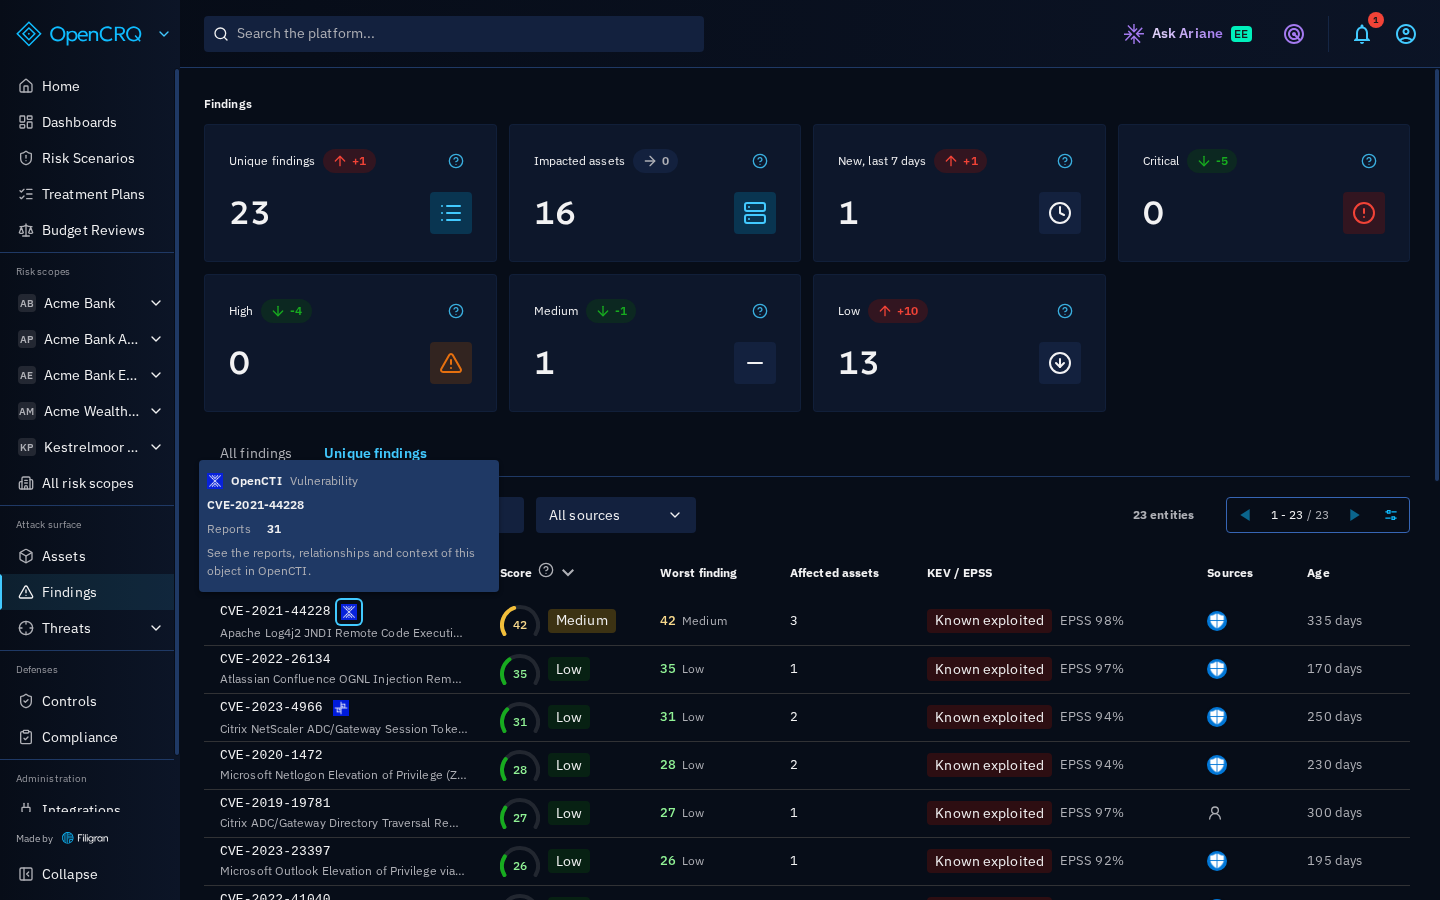 OpenCRQ
Search the platform...
Ask Ariane EE
1
Home
Dashboards
Risk Scenarios
Treatment Plans
Budget Reviews
Risk scopes
AB Acme Bank
AP Acme Bank A...
AE Acme Bank E...
AM Acme Wealth...
KP Kestrelmoor ...
All risk scopes
Attack surface
Assets
Findings
Threats
Defenses
Controls
Compliance
Administration
Integrations
Made by Filigran
Collapse
Findings
Unique findings +1
23
Impacted assets 0
16
New, last 7 days +1
1
Critical -5
0
High -4
0
Medium -1
1
Low +10
13
All findings Unique findings
OpenCTI Vulnerability
CVE-2021-44228
Reports 31
See the reports, relationships and context of this
object in OpenCTI.
All sources
23 entities
1 - 23 / 23
Score Worst finding Affected assets KEV / EPSS Sources Age
CVE-2021-44228
Apache Log4j2 JNDI Remote Code Executi...
42 Medium 42 Medium 3 Known exploited EPSS 98% 335 days
CVE-2022-26134
Atlassian Confluence OGNL Injection Rem...
35 Low 35 Low 1 Known exploited EPSS 97% 170 days
CVE-2023-4966
Citrix NetScaler ADC/Gateway Session Toke...
31 Low 31 Low 2 Known exploited EPSS 94% 250 days
CVE-2020-1472
Microsoft Netlogon Elevation of Privilege (Z...
28 Low 28 Low 2 Known exploited EPSS 94% 230 days
CVE-2019-19781
Citrix ADC/Gateway Directory Traversal Re...
27 Low 27 Low 1 Known exploited EPSS 97% 300 days
CVE-2023-23397
Microsoft Outlook Elevation of Privilege via...
26 Low 26 Low 1 Known exploited EPSS 92% 195 days
CVE-2022-41040